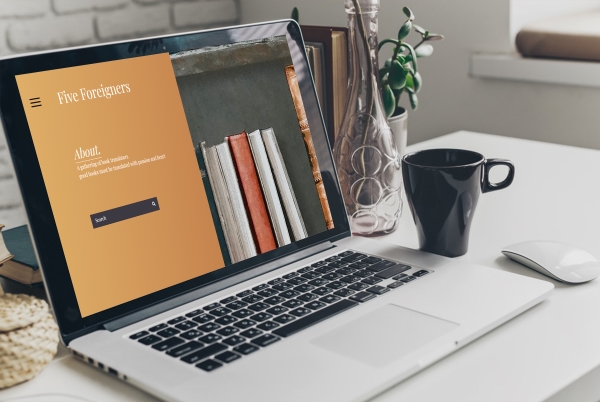 Five Foreigners
About.
a gathering of book translators
good books must be translated with passion and heart
Search